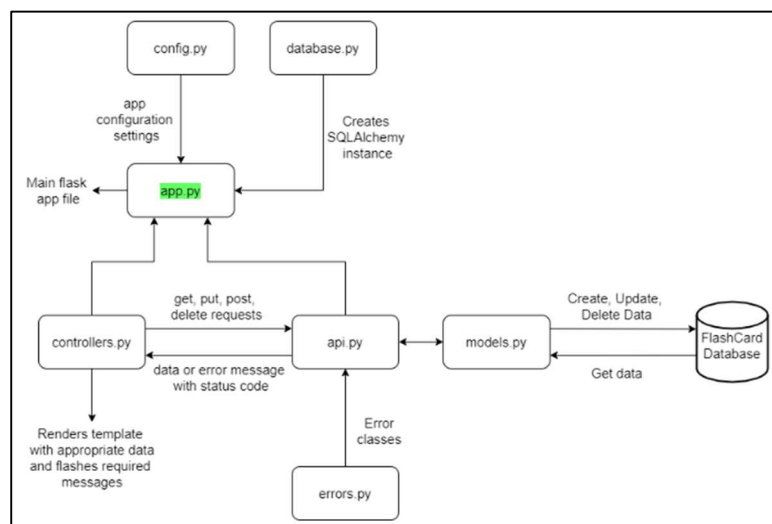 config.py
database.py
app
configuration
settings
Creates
SQLAlchemy
instance
Main flask
app file
app.py
get, put, post,
delete requests
Create, Update,
Delete Data
controllers.py
api.py
models.py
FlashCard
Database
data or error message
with status code
Get data
Renders template
with appropriate data
and flashes required
messages
Error
classes
errors.py